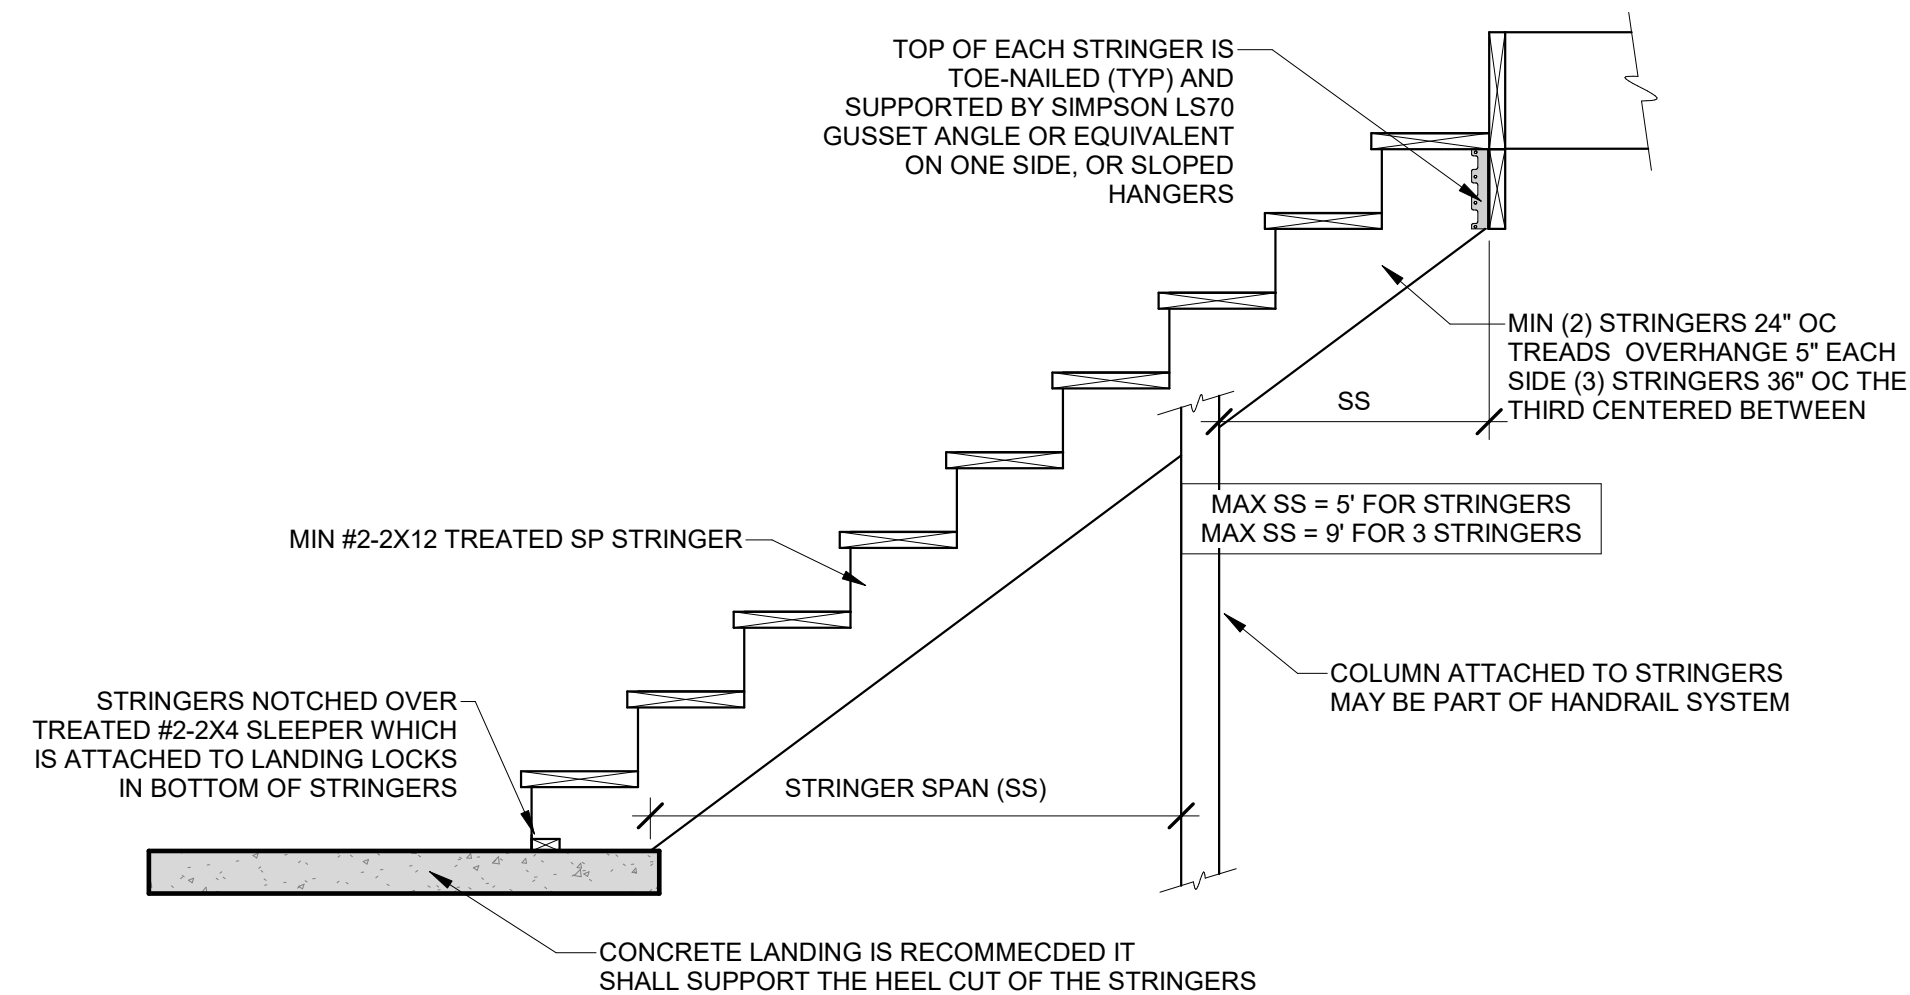 TOP OF EACH STRINGER IS
TOE-NAILED (TYP) AND
SUPPORTED BY SIMPSON LS70
GUSSET ANGLE OR EQUIVALENT
ON ONE SIDE, OR SLOPED
HANGERS
MIN (2) STRINGERS 24" OC
TREADS OVERHANGE 5" EACH
SIDE (3) STRINGERS 36" OC THE
THIRD CENTERED BETWEEN
SS
MAX SS = 5' FOR STRINGERS
MAX SS = 9' FOR 3 STRINGERS
MIN #2-2X12 TREATED SP STRINGER
COLUMN ATTACHED TO STRINGERS
MAY BE PART OF HANDRAIL SYSTEM
STRINGERS NOTCHED OVER
TREATED #2-2X4 SLEEPER WHICH
IS ATTACHED TO LANDING LOCKS
IN BOTTOM OF STRINGERS
STRINGER SPAN (SS)
CONCRETE LANDING IS RECOMMECDED IT
SHALL SUPPORT THE HEEL CUT OF THE STRINGERS